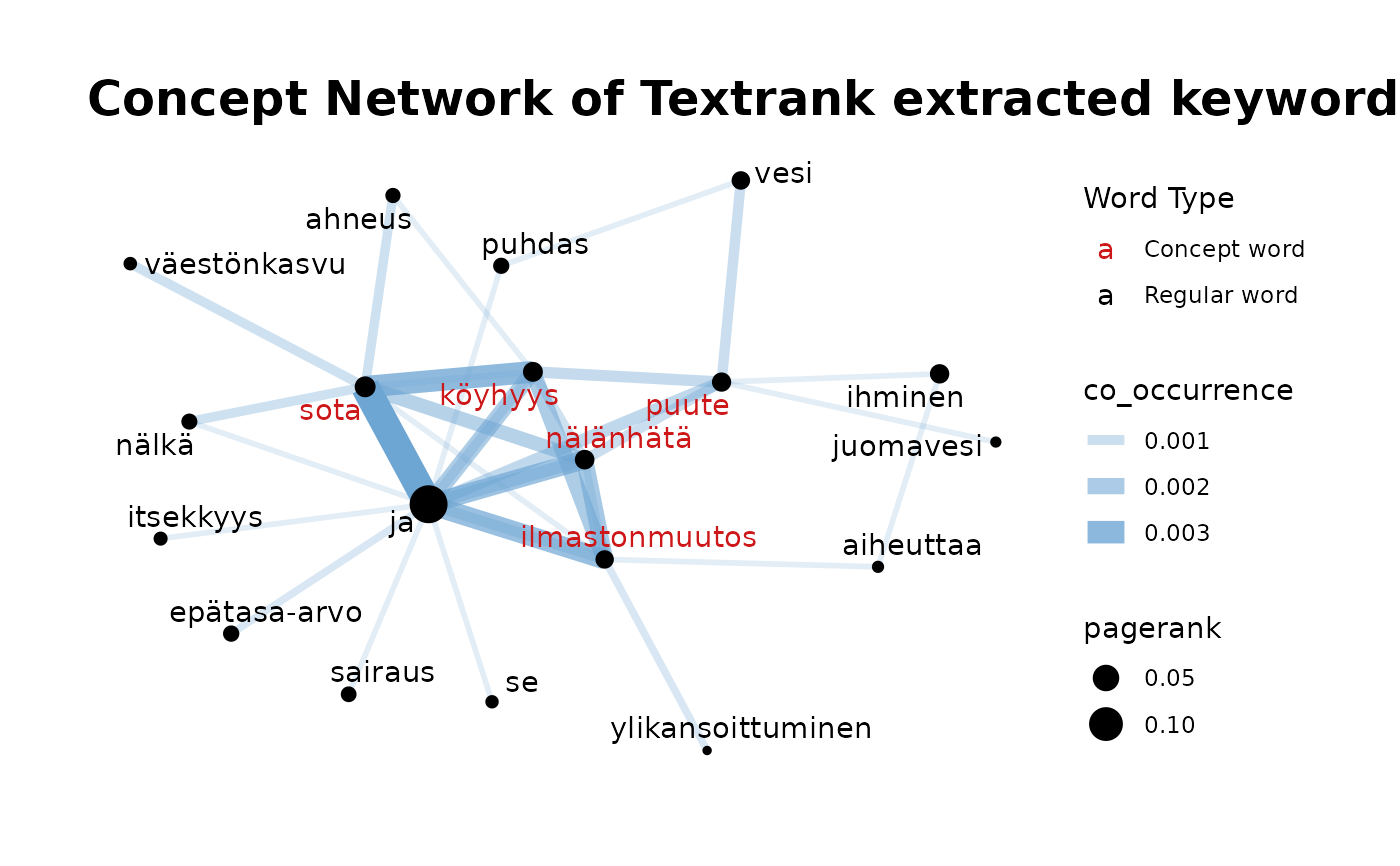 Concept Network of Textrank extracted keyword
vesi
ahneus
puhdas
väestönkasvu
köyhyys
sota
puute
ihminen
nälänhätä
nälkä
juomavesi
itsekkyys
ja
ilmastonmuutos
aiheuttaa
epätasa-arvo
sairaus
se
ylikansoittuminen
Word Type
a Concept word
a Regular word
co_occurrence
0.001
0.002
0.003
pagerank
0.05
0.10